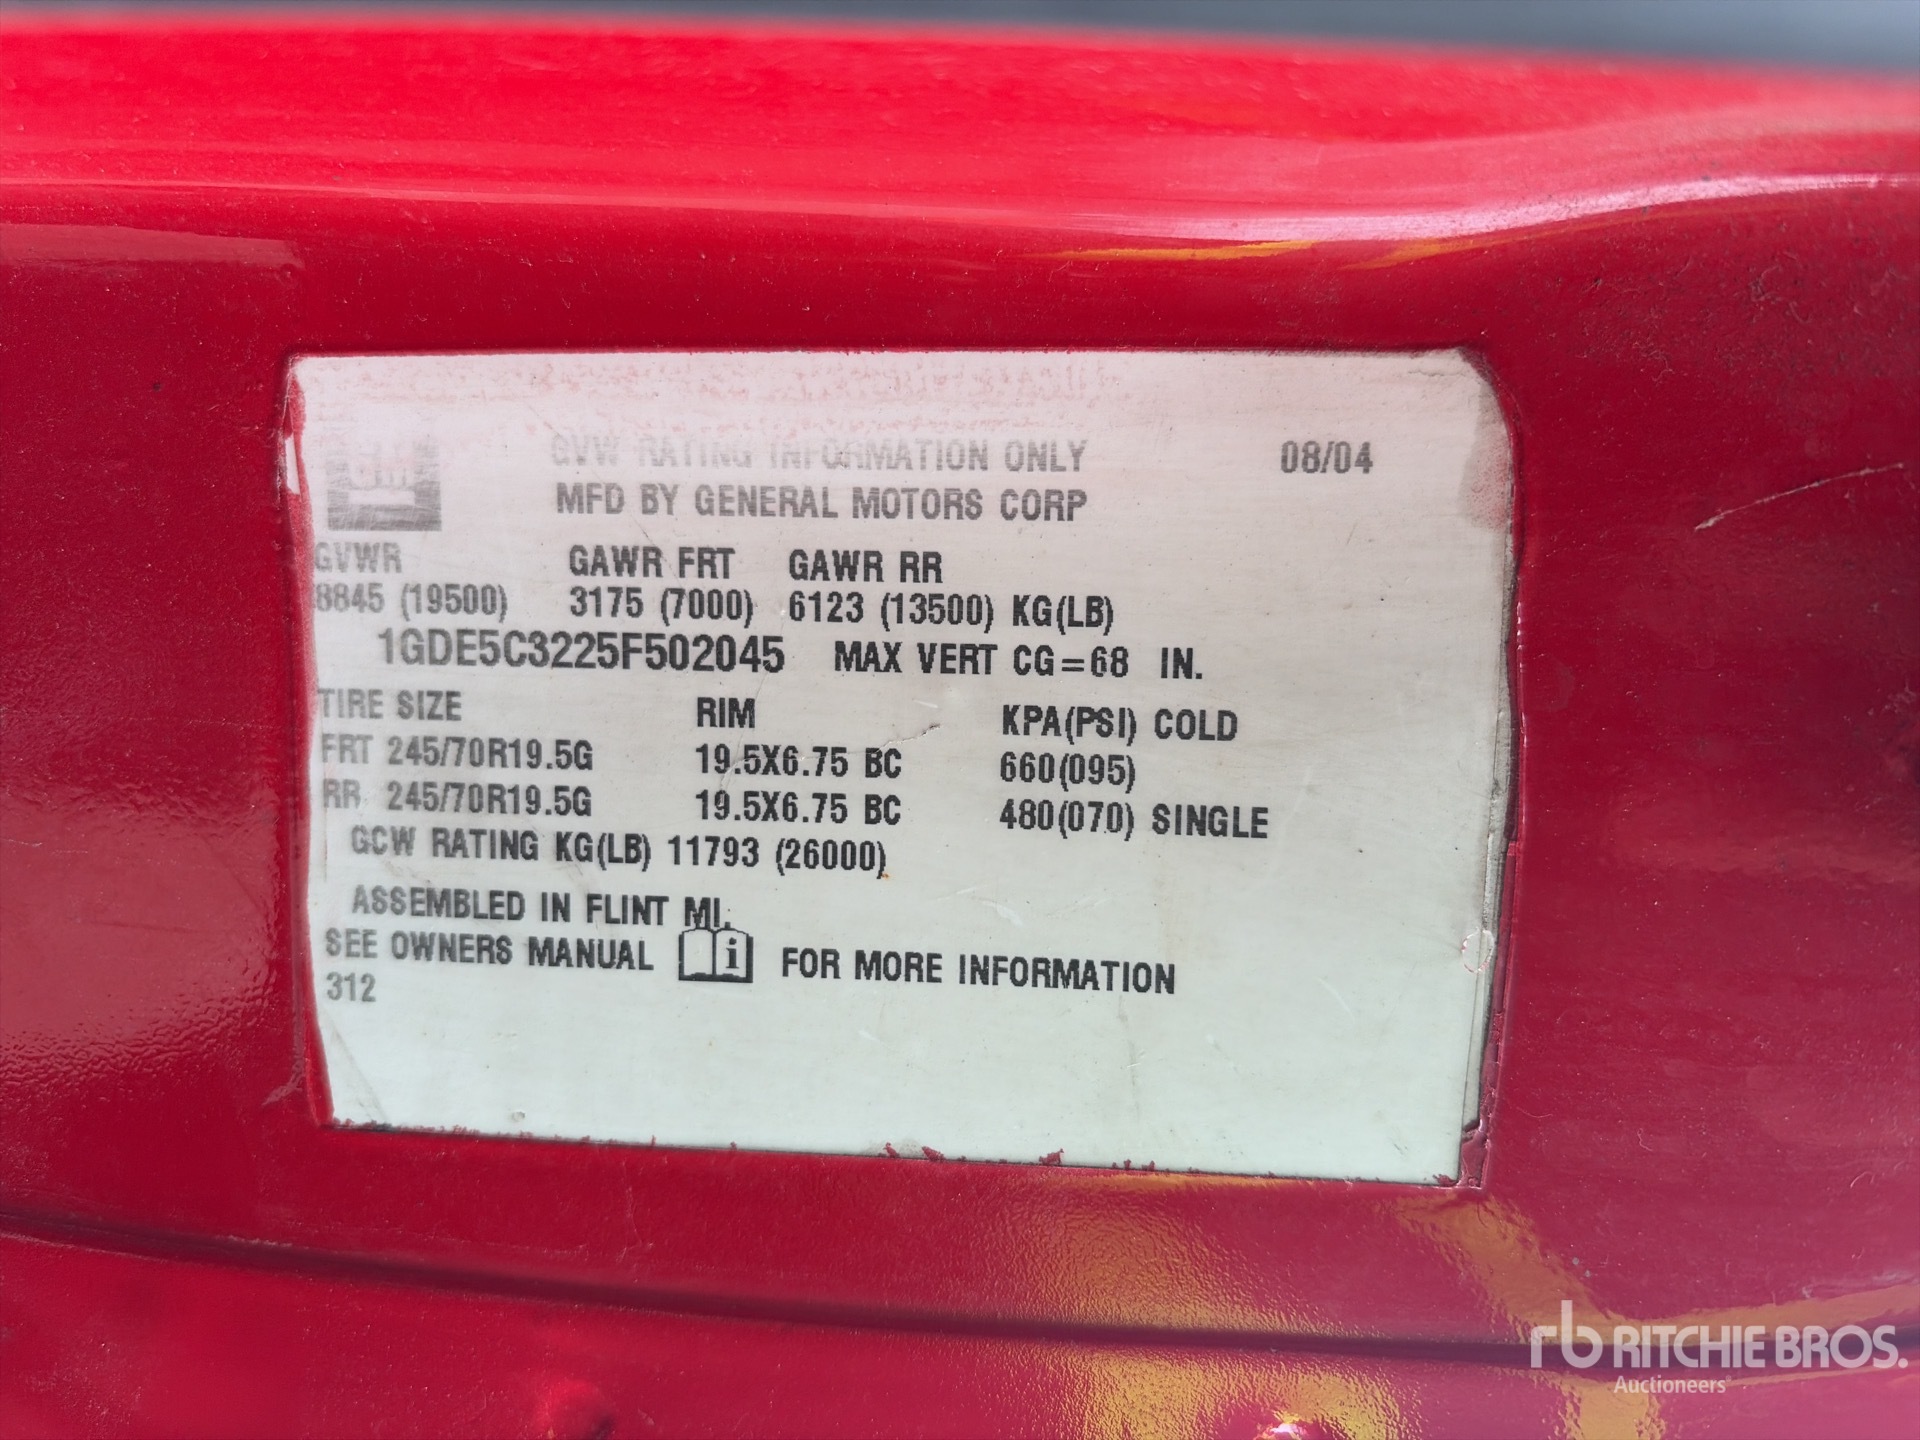 GVW RATING INFORMATION ONLY 08/04
GM
MFD BY GENERAL MOTORS CORP
GVWR GAWR FRT GAWR RR
8845 (19500) 3175 (7000) 6123 (13500) KG(LB)
1GDE5C3225F502045 MAX VERT CG=68 IN.
TIRE SIZE RIM KPA(PSI) COLD
FRT 245/70R19.5G 19.5X6.75 BC 660(095)
RR 245/70R19.5G 19.5X6.75 BC 480(070) SINGLE
GCW RATING KG(LB) 11793 (26000)
ASSEMBLED IN FLINT MI.
SEE OWNERS MANUAL i FOR MORE INFORMATION
312
rb RITCHIE BROS.
Auctioneers